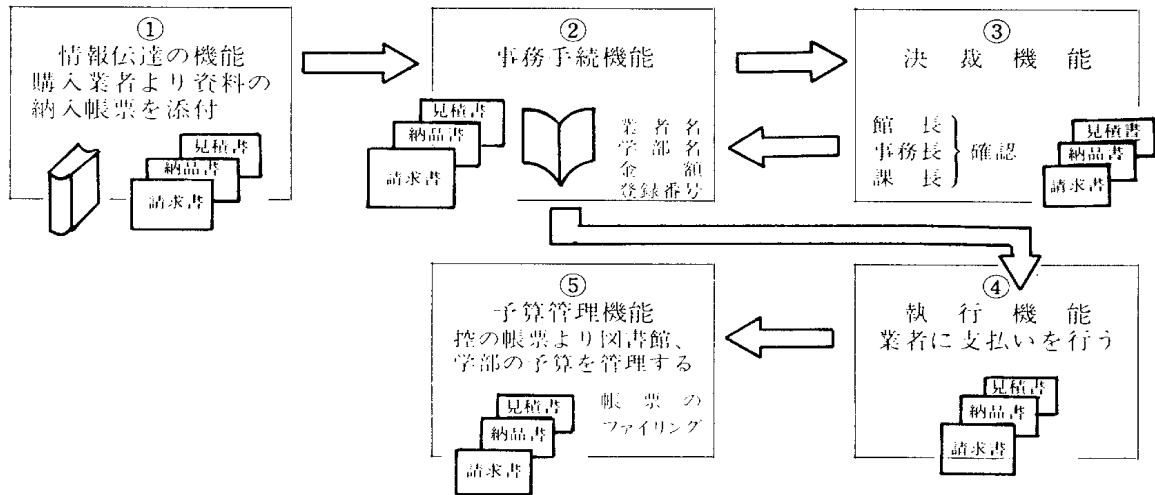 ①
情報伝達の機能
購入業者より資料の
納入帳票を添付
見積書
納品書
請求書
②
事務手続機能
見積書
納品書
請求書
業者名
学部名
金額
登録番号
③
決裁機能
館長
事務長
課長
確認
見積書
納品書
請求書
④
執行機能
業者に支払いを行う
見積書
納品書
請求書
⑤
予算管理機能
控の帳票より図書館、
学部の予算を管理する
帳票の
ファイリング
見積書
納品書
請求書